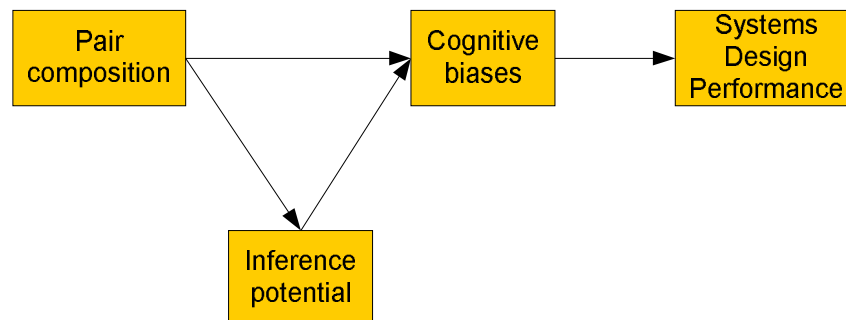 Pair
composition
Cognitive
biases
Systems
Design
Performance
Inference
potential